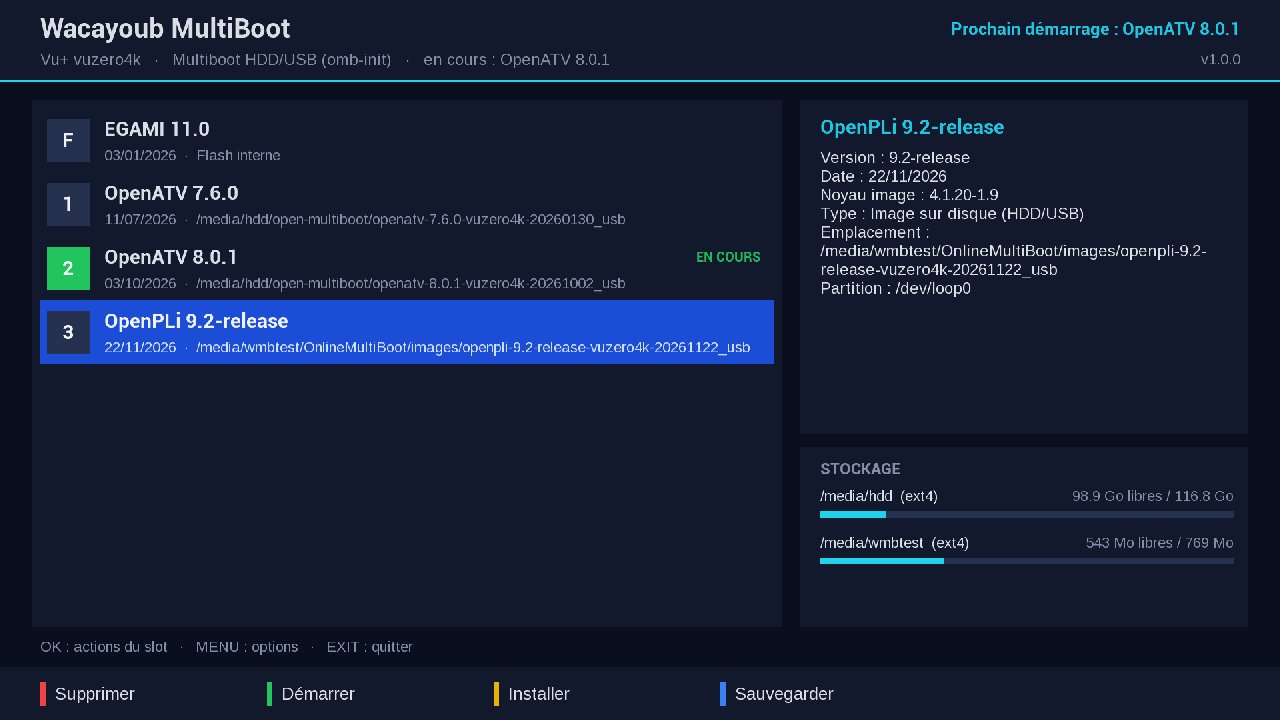 Wacayoub MultiBoot
Prochain démarrage : OpenATV 8.0.1
Vu+ vuzero4k · Multiboot HDD/USB (omb-init) · en cours : OpenATV 8.0.1
v1.0.0
F
EGAMI 11.0
03/01/2026 · Flash interne
1
OpenATV 7.6.0
11/07/2026 · /media/hdd/open-multiboot/openatv-7.6.0-vuzero4k-20260130_usb
2
OpenATV 8.0.1
EN COURS
03/10/2026 · /media/hdd/open-multiboot/openatv-8.0.1-vuzero4k-20261002_usb
3
OpenPLi 9.2-release
22/11/2026 · /media/wmbtest/OnlineMultiBoot/images/openpli-9.2-release-vuzero4k-20261122_usb
OpenPLi 9.2-release
Version : 9.2-release
Date : 22/11/2026
Noyau image : 4.1.20-1.9
Type : Image sur disque (HDD/USB)
Emplacement :
/media/wmbtest/OnlineMultiBoot/images/openpli-9.2-
release-vuzero4k-20261122_usb
Partition : /dev/loop0
STOCKAGE
/media/hdd (ext4) 98.9 Go libres / 116.8 Go
/media/wmbtest (ext4) 543 Mo libres / 769 Mo
OK : actions du slot · MENU : options · EXIT : quitter
Supprimer Démarrer Installer Sauvegarder